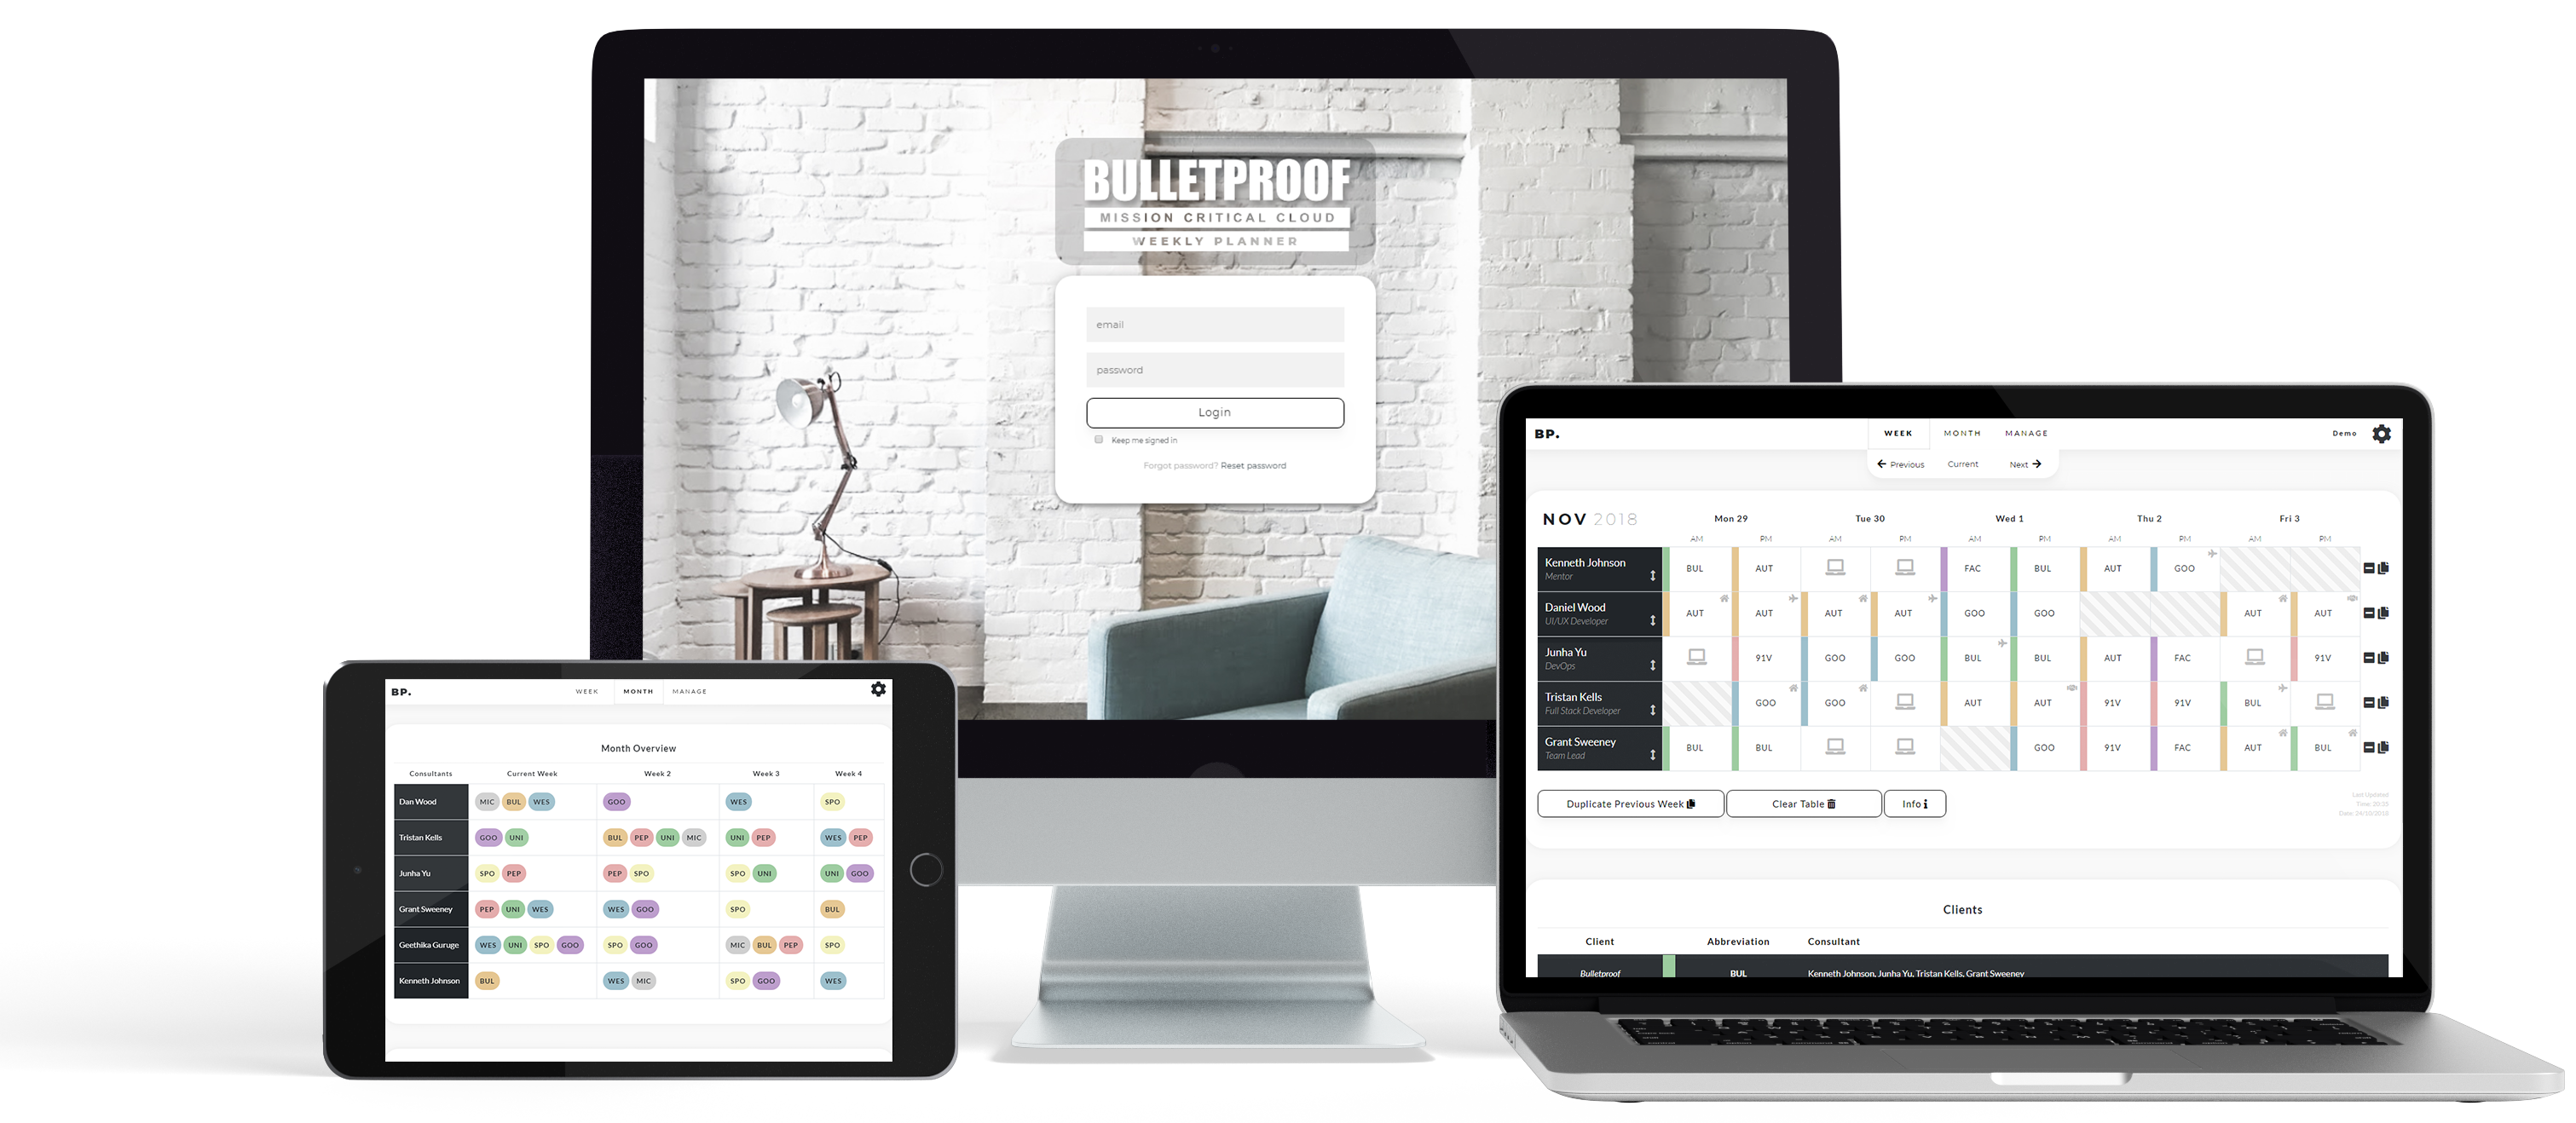 BULLETPROOF
MISSION CRITICAL CLOUD
WEEKLY PLANNER
email
password
Login
Keep me signed in
Forgot password? Reset password
BP.
WEEK MONTH MANAGE
Month Overview
Consultants Current Week Week 2 Week 3 Week 4
Dan Wood MIC BUL WES GOO WES SPO
Tristan Kells GOO UNI BUL PEP UNI MIC UNI PEP WES PEP
Junha Yu SPO PEP PEP SPO SPO UNI UNI GOO
Grant Sweeney PEP UNI WES WES GOO SPO BUL
Geethika Guruge WES UNI SPO GOO SPO GOO MIC BUL PEP SPO
Kenneth Johnson BUL WES MIC SPO GOO WES
BP. WEEK MONTH MANAGE Demo
Previous Current Next
NOV 2018 Mon 29 Tue 30 Wed 1 Thu 2 Fri 3
AM PM AM PM AM PM AM PM AM PM
Kenneth Johnson
Mentor
BUL AUT FAC BUL AUT GOO
Daniel Wood
UI/UX Developer
AUT AUT AUT AUT GOO GOO AUT AUT
Junha Yu
DevOps
91V GOO GOO BUL BUL AUT FAC 91V
Tristan Kells
Full Stack Developer
GOO GOO AUT AUT 91V 91V BUL
Grant Sweeney
Team Lead
BUL BUL GOO 91V FAC AUT BUL
Duplicate Previous Week Clear Table Info
Last Updated
Time: 20:33
Date: 24/10/2018
Clients
Client Abbreviation Consultant
Bulletproof BUL Kenneth Johnson, Junha Yu, Tristan Kells, Grant Sweeney